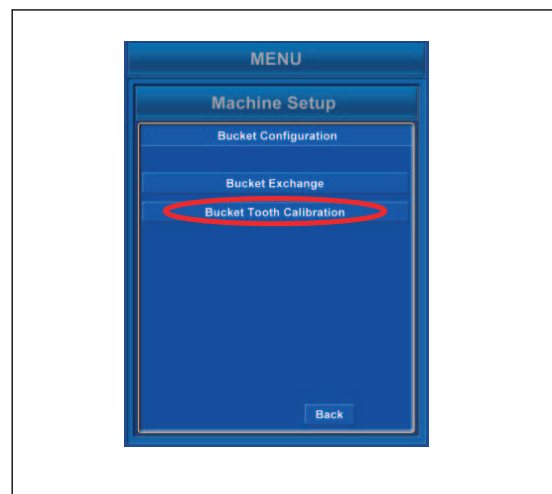 MENU
Machine Setup
Bucket Configuration
Bucket Exchange
Bucket Tooth Calibration
Back